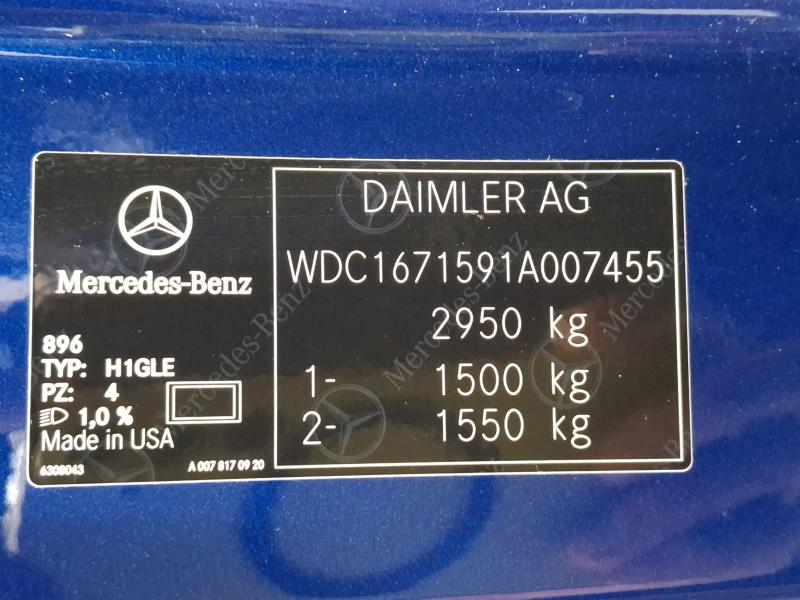 Mercedes-Benz
896
TYP: H1GLE
PZ: 4
1,0 %
Made in USA
6308043
A 007 817 09 20
DAIMLER AG
WDC1671591A007455
2950 kg
1- 1500 kg
2- 1550 kg